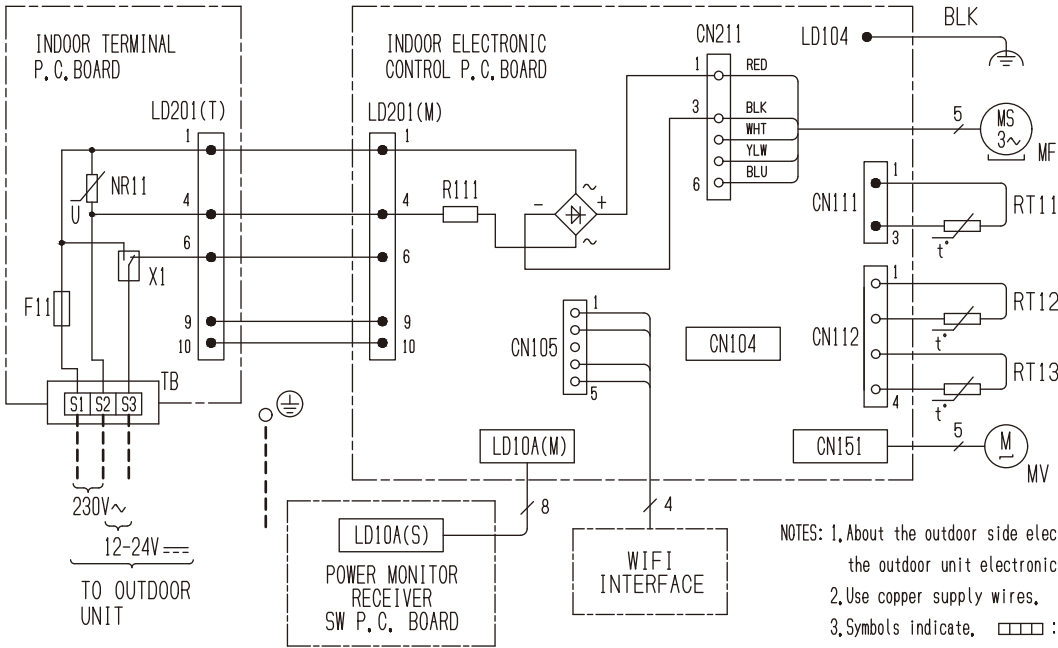 INDOOR TERMINAL
P.C.BOARD
LD201(T)
1
4
6
9
10
NR11
U
X1
F11
TB
S1 S2 S3
230V~
12-24V
TO OUTDOOR
UNIT
INDOOR ELECTRONIC
CONTROL P.C.BOARD
LD201(M)
1
4
6
9
10
R111
~
-
+
~
CN211
1
3
6
RED
BLK
WHT
YLW
BLU
LD104
BLK
5
MS
3~
MF
CN111
1
3
RT11
t°
CN112
1
4
RT12
t°
RT13
t°
CN105
1
5
CN104
CN151
5
M
MV
LD10A(M)
8
4
LD10A(S)
POWER MONITOR
RECEIVER
SW P.C. BOARD
WIFI
INTERFACE
NOTES: 1.About the outdoor side elec
the outdoor unit electronic
2.Use copper supply wires.
3.Symbols indicate. :